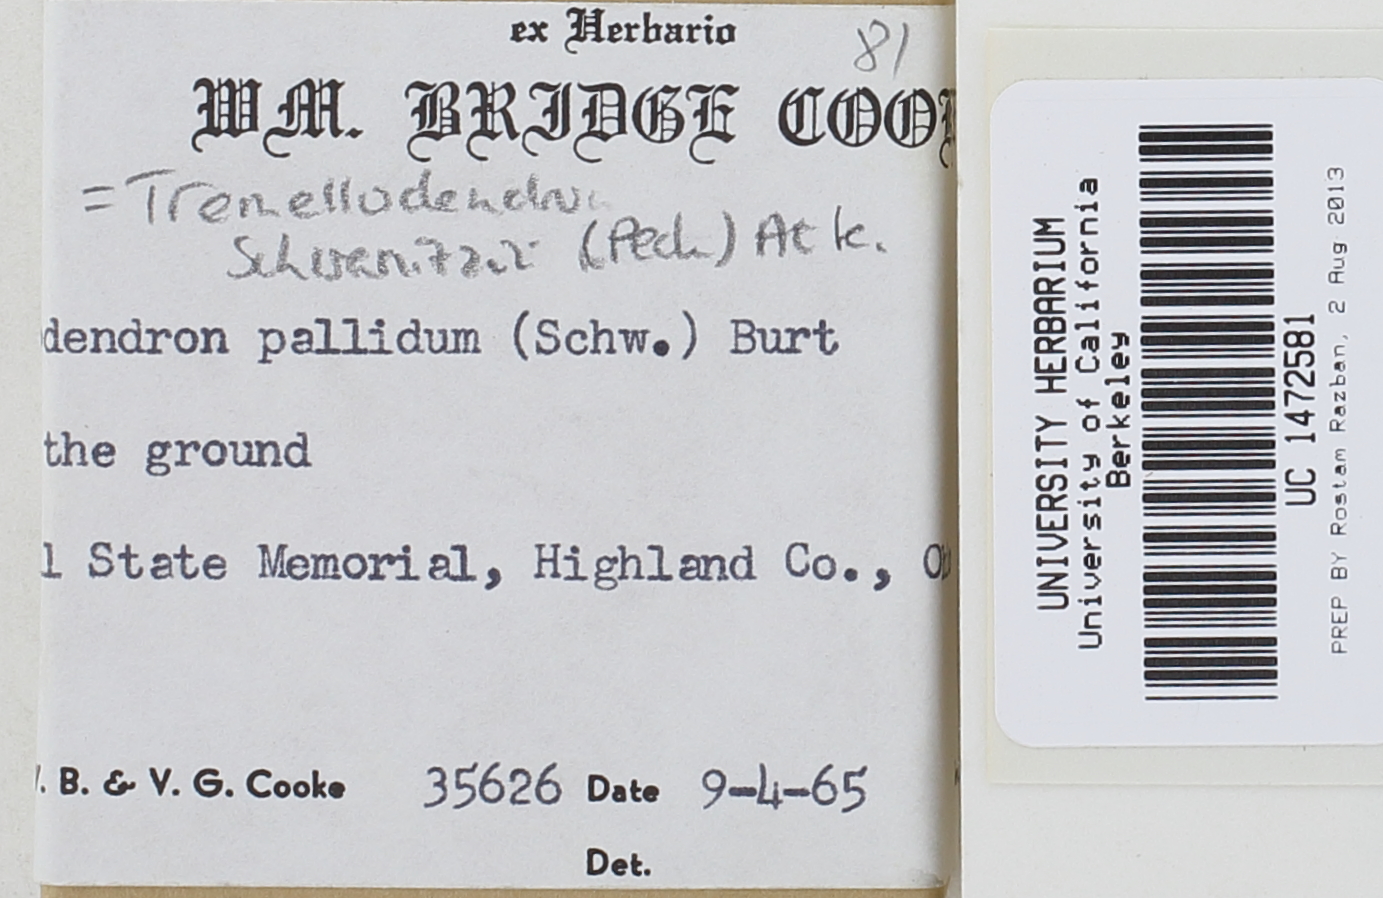 ex Herbario
81
WM. BRIDGE COO
= Tremellodendro
Schweinitzii (Peck) Atk.
dendron pallidum (Schw.) Burt
the ground
l State Memorial, Highland Co., O
. B. & V. G. Cooke 35626 Date 9-4-65
Det.
UNIVERSITY HERBARIUM
University of California
Berkeley
UC 1472581
PREP BY Rostam Razban, 2 Aug 2013